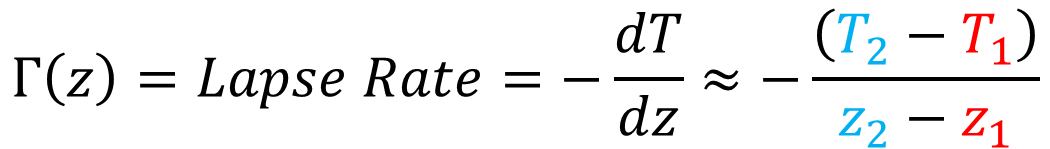 Γ(z) = Lapse Rate = −dT/dz ≈ −(T₂ − T₁)/(z₂ − z₁)